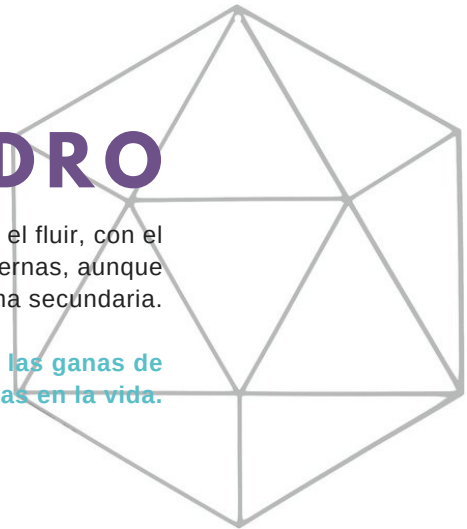 DRO
el fluir, con el
ernas, aunque
na secundaria.
las ganas de
as en la vida.